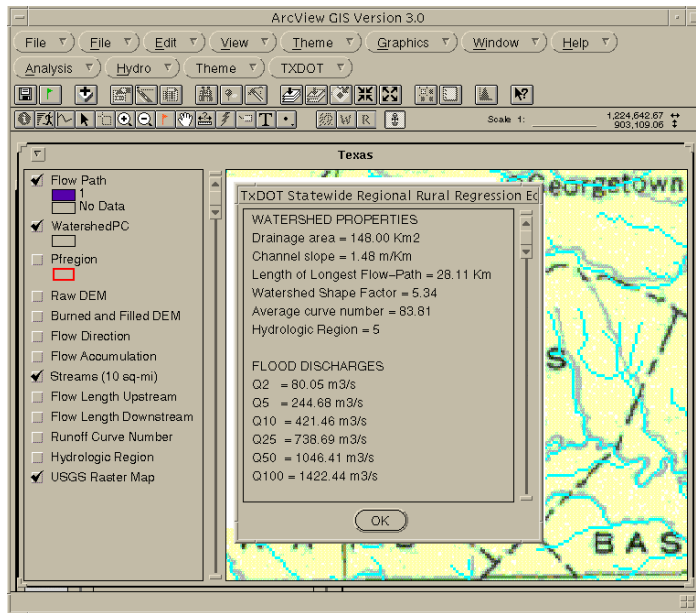 ArcView GIS Version 3.0
File File Edit View Theme Graphics Window Help
Analysis Hydro Theme TXDOT
W R Scale 1: 1,224,642.67
T 903,109.06
Texas
Flow Path
1
No Data
WatershedPC
Pfregion
Raw DEM
Burned and Filled DEM
Flow Direction
Flow Accumulation
Streams (10 sq-mi)
Flow Length Upstream
Flow Length Downstream
Runoff Curve Number
Hydrologic Region
USGS Raster Map
TxDOT Statewide Regional Rural Regression Eq
WATERSHED PROPERTIES
Drainage area = 148.00 Km2
Channel slope = 1.48 m/Km
Length of Longest Flow-Path = 28.11 Km
Watershed Shape Factor = 5.34
Average curve number = 83.81
Hydrologic Region = 5
FLOOD DISCHARGES
Q2 = 80.05 m3/s
Q5 = 244.68 m3/s
Q10 = 421.46 m3/s
Q25 = 738.69 m3/s
Q50 = 1046.41 m3/s
Q100 = 1422.44 m3/s
OK
Georgetown
S
BAS